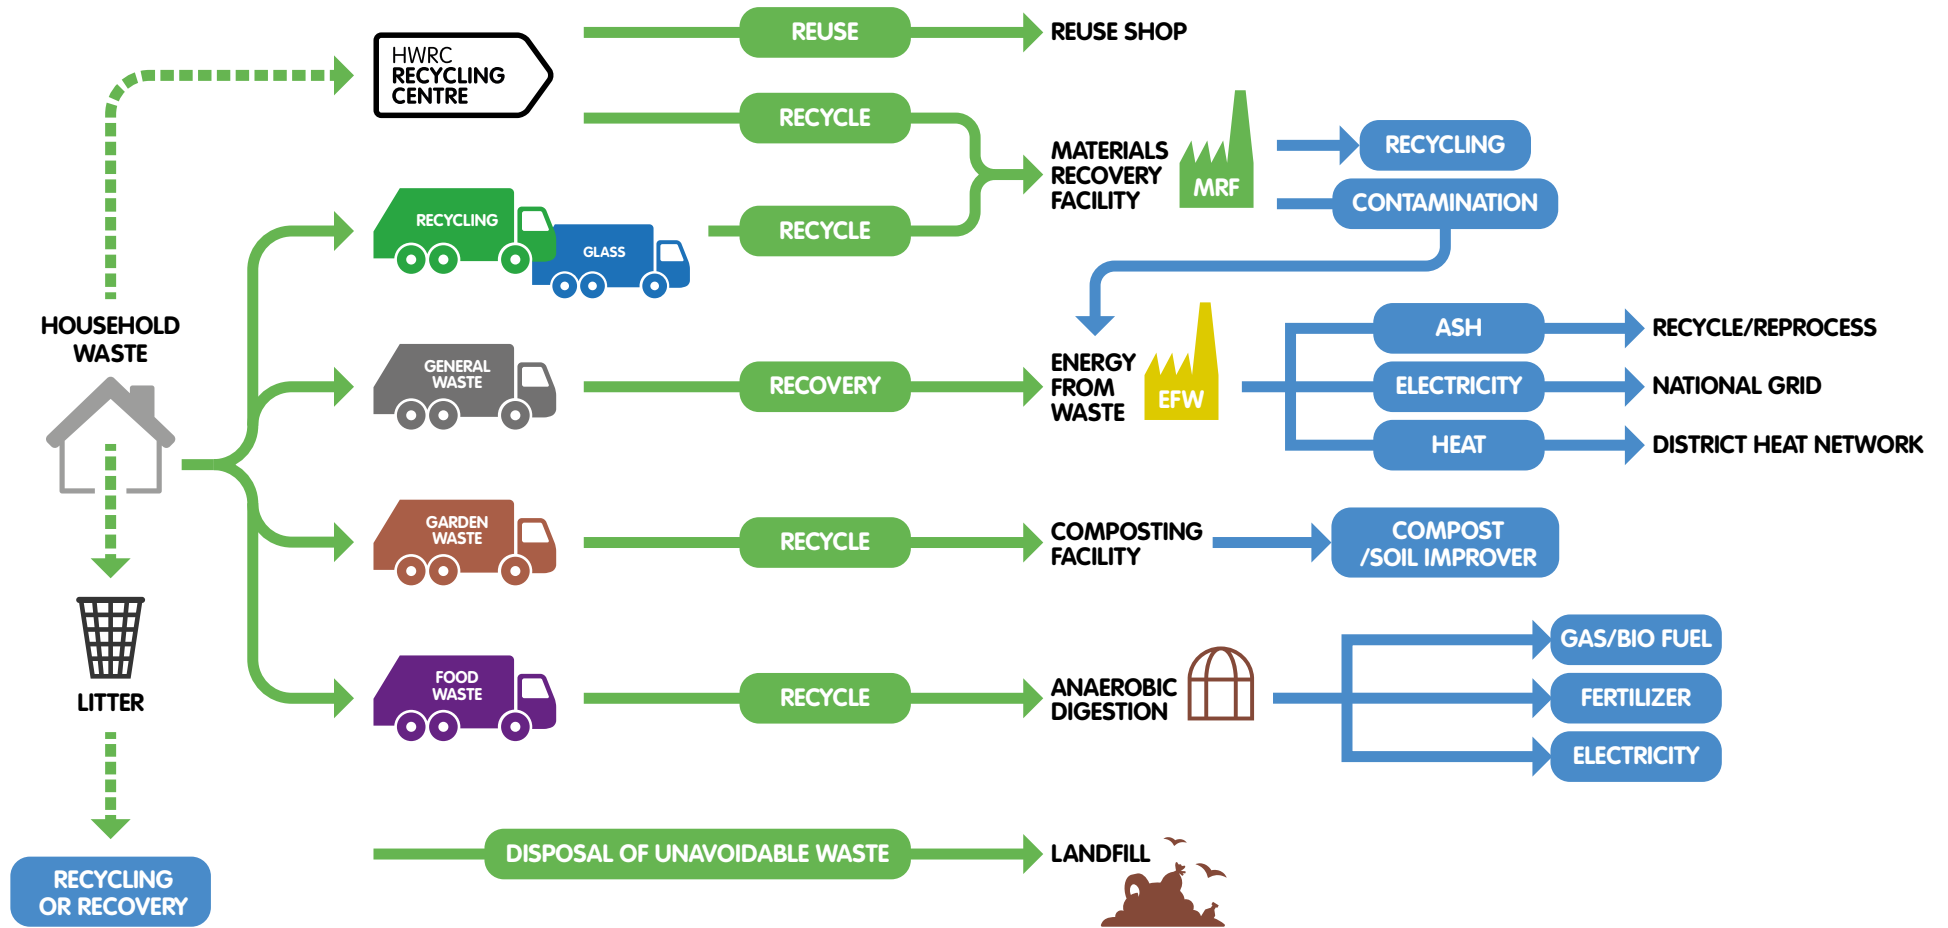 HWRC
RECYCLING
CENTRE
REUSE
REUSE SHOP
RECYCLE
MATERIALS
RECOVERY
FACILITY
MRF
RECYCLING
CONTAMINATION
RECYCLING
GLASS
RECYCLE
HOUSEHOLD
WASTE
GENERAL
WASTE
RECOVERY
ENERGY
FROM
WASTE
EFW
ASH
RECYCLE/REPROCESS
ELECTRICITY
NATIONAL GRID
HEAT
DISTRICT HEAT NETWORK
GARDEN
WASTE
RECYCLE
COMPOSTING
FACILITY
COMPOST
/SOIL IMPROVER
FOOD
WASTE
RECYCLE
ANAEROBIC
DIGESTION
GAS/BIO FUEL
FERTILIZER
ELECTRICITY
LITTER
RECYCLING
OR RECOVERY
DISPOSAL OF UNAVOIDABLE WASTE
LANDFILL